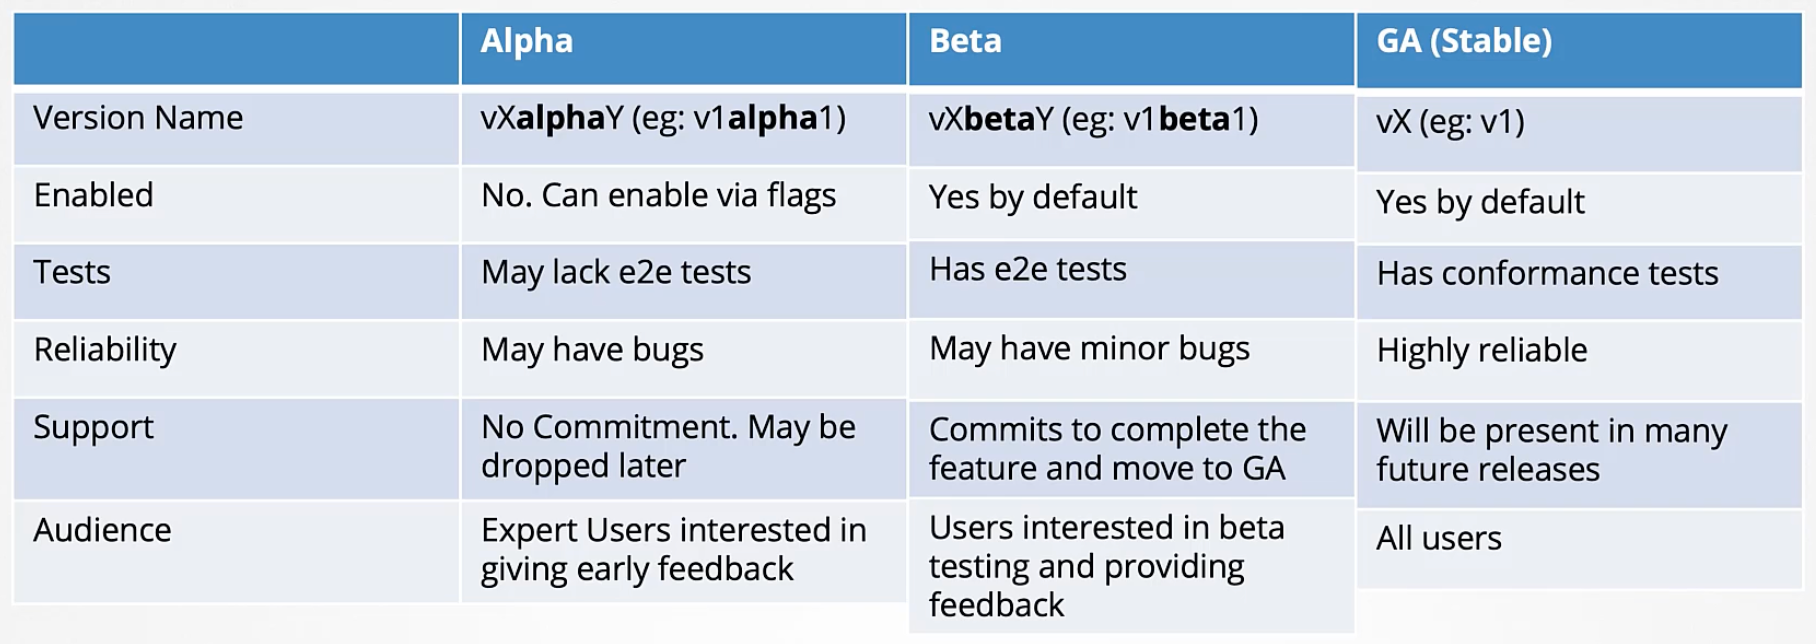 Alpha
Beta
GA (Stable)
Version Name
vXalphaY (eg: v1alpha1)
vXbetaY (eg: v1beta1)
vX (eg: v1)
Enabled
No. Can enable via flags
Yes by default
Yes by default
Tests
May lack e2e tests
Has e2e tests
Has conformance tests
Reliability
May have bugs
May have minor bugs
Highly reliable
Support
No Commitment. May be
dropped later
Commits to complete the
feature and move to GA
Will be present in many
future releases
Audience
Expert Users interested in
giving early feedback
Users interested in beta
testing and providing
feedback
All users